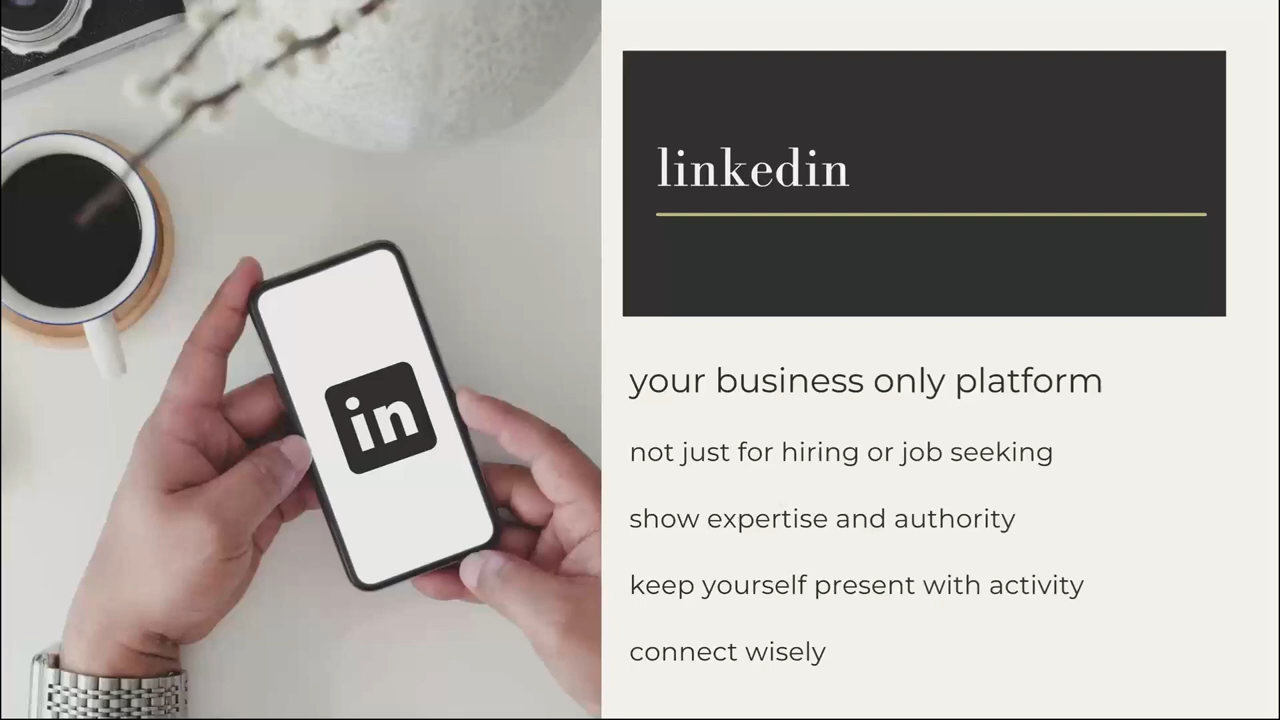 in
linkedin
your business only platform
not just for hiring or job seeking
show expertise and authority
keep yourself present with activity
connect wisely